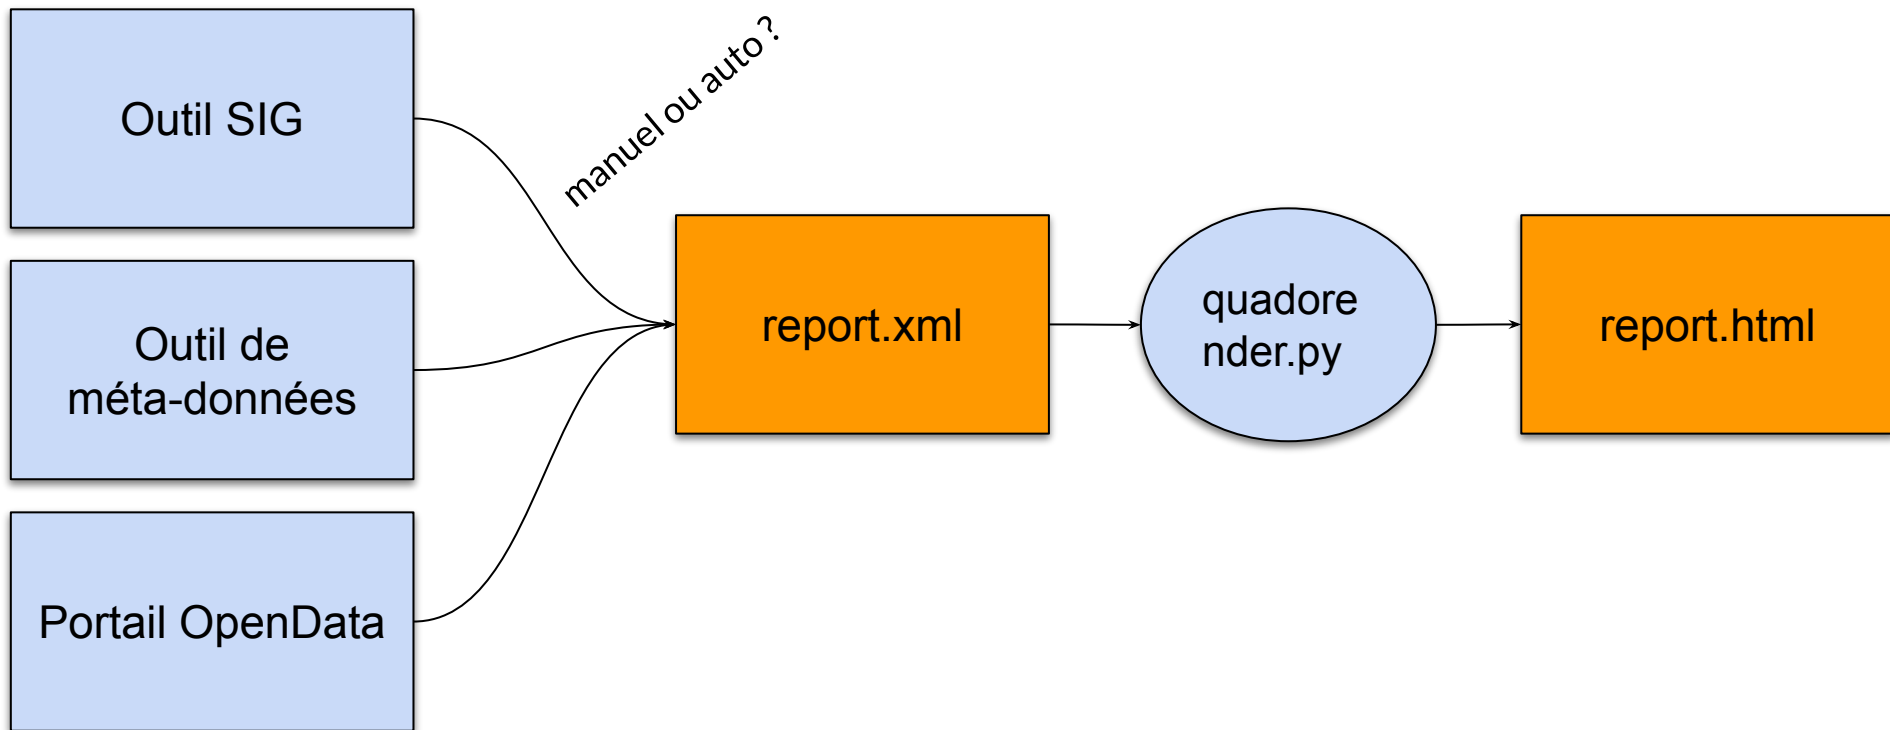 Outil SIG
manuel ou auto ?
Outil de
méta-données
Portail OpenData
report.xml
quadore
nder.py
report.html